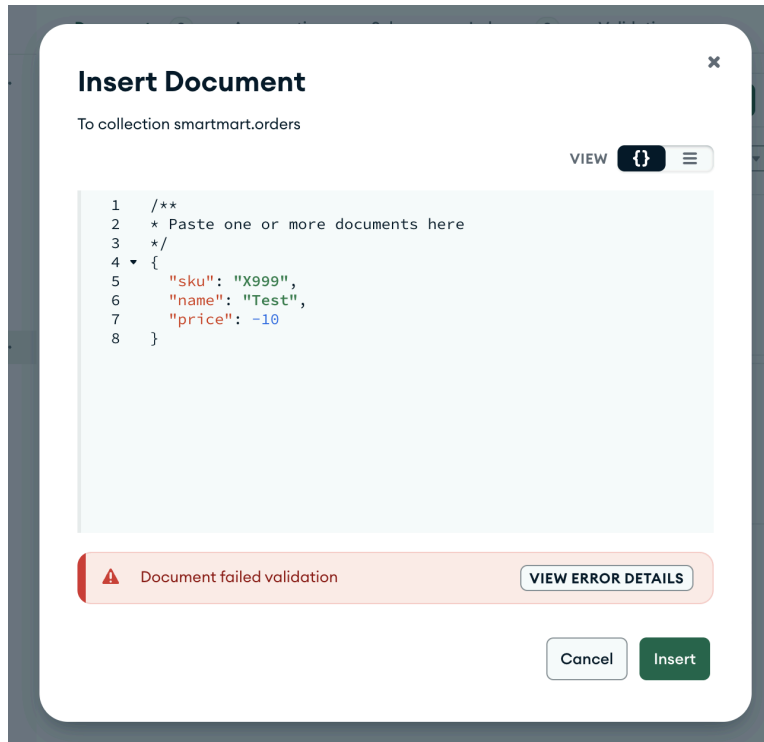 Insert Document
To collection smartmart.orders
VIEW {}
1 /**
2 * Paste one or more documents here
3 */
4 {
5 "sku": "X999",
6 "name": "Test",
7 "price": -10
8 }
Document failed validation
VIEW ERROR DETAILS
Cancel
Insert